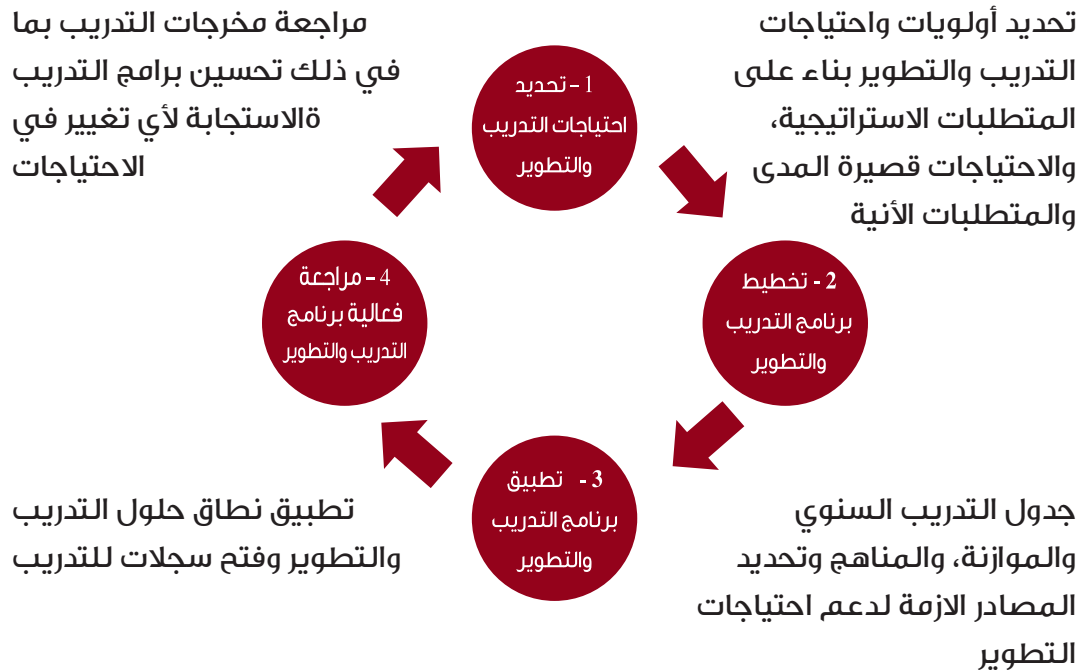 تحديد أولويات واحتياجات
التدريب والتطوير بناء على
المتطلبات الاستراتيجية،
والاحتياجات قصيرة المدى
والمتطلبات الأنية
1 - تحديد
احتياجات التدريب
والتطوير
مراجعة مخرجات التدريب بما
في ذلك تحسين برامج التدريب
ةالاستجابة لأي تغيير في
الاحتياجات
2 - تخطيط
برنامج التدريب
والتطوير
4 - مراجعة
فعالية برنامج
التدريب والتطوير
جدول التدريب السنوي
والموازنة، والمناهج وتحديد
المصادر الازمة لدعم احتياجات
التطوير
3 - تطبيق
برنامج التدريب
والتطوير
تطبيق نطاق حلول التدريب
والتطوير وفتح سجلات للتدريب